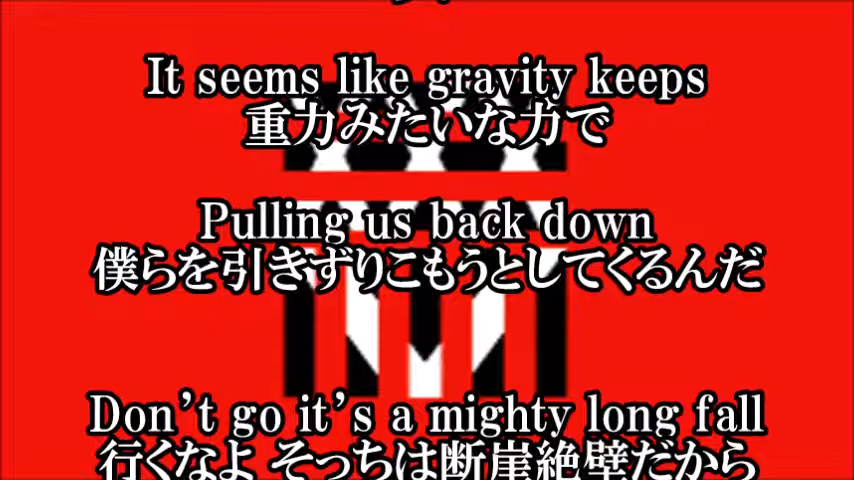 It seems like gravity keeps
重力みたいな力で
Pulling us back down
僕らを引きずりこもうとしてくるんだ
Don't go it's a mighty long fall
行くなよ そっちは断崖絶壁だから